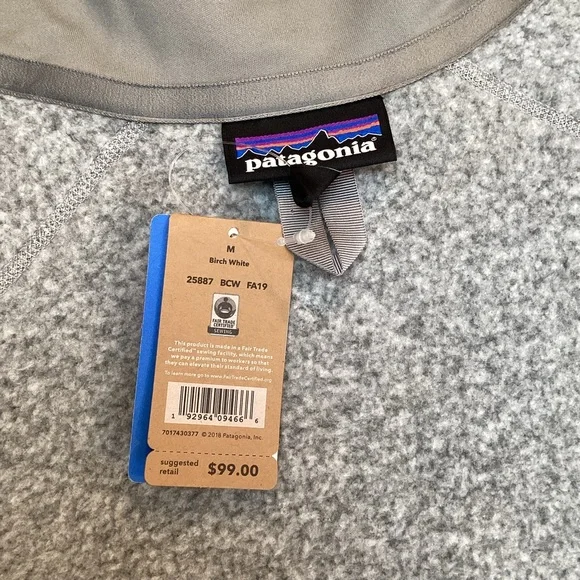 patagonia®
M
Birch White
25887 BCW FA19
FAIR TRADE
CERTIFIED™
SEWING
This product is made in a Fair Trade
Certified™ sewing facility, which means
we pay a premium to workers so that
they can elevate their standard of living.
To learn more go to www.FairTradeCertified.org
1 92964 09466 6
7017430377 © 2018 Patagonia, Inc.
suggested
retail $99.00